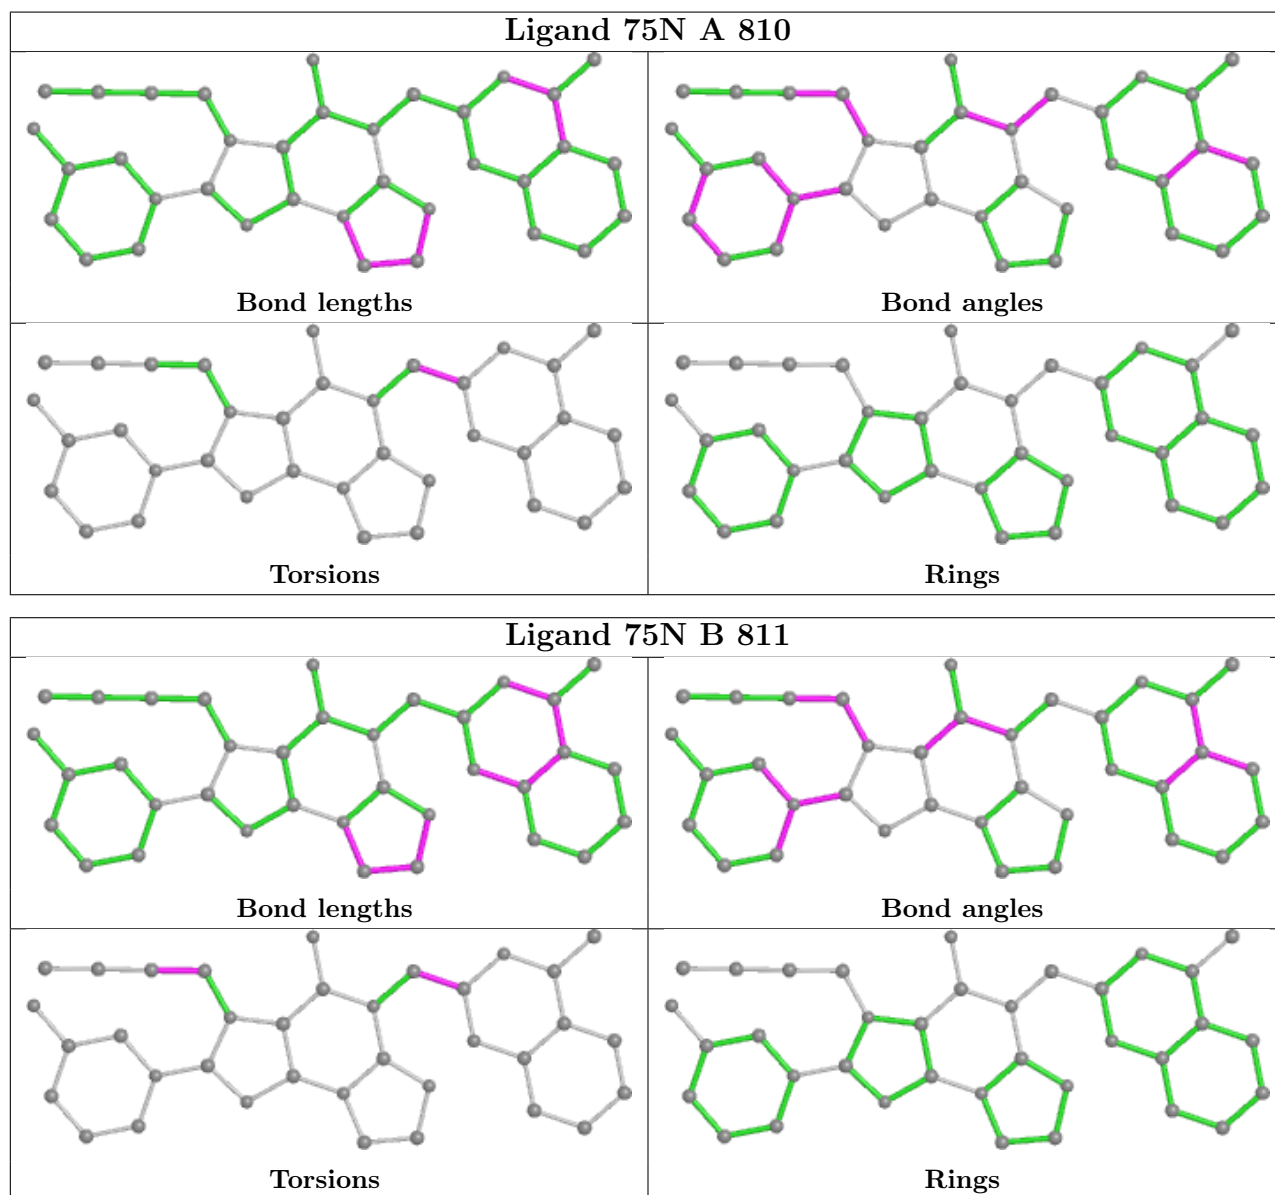 Ligand 75N A 810
Bond lengths
Bond angles
Torsions
Rings
Ligand 75N B 811
Bond lengths
Bond angles
Torsions
Rings